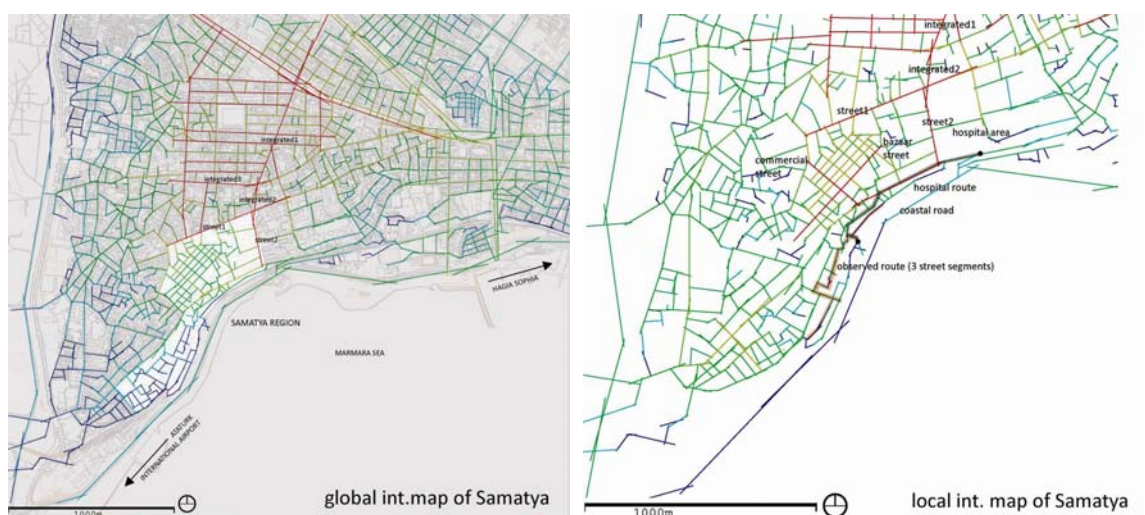 integrated1
integrated3
integrated2
street1
street2
SAMATYA REGION
MARMARA SEA
HAGIA SOPHIA
ATATURK
INTERNATIONAL AIRPORT
1000m
global int.map of Samatya
integrated1
integrated2
street1
street2
hospital area
bazaar
street
commercial
street
hospital route
coastal road
observed route (3 street segments)
1000m
local int. map of Samatya